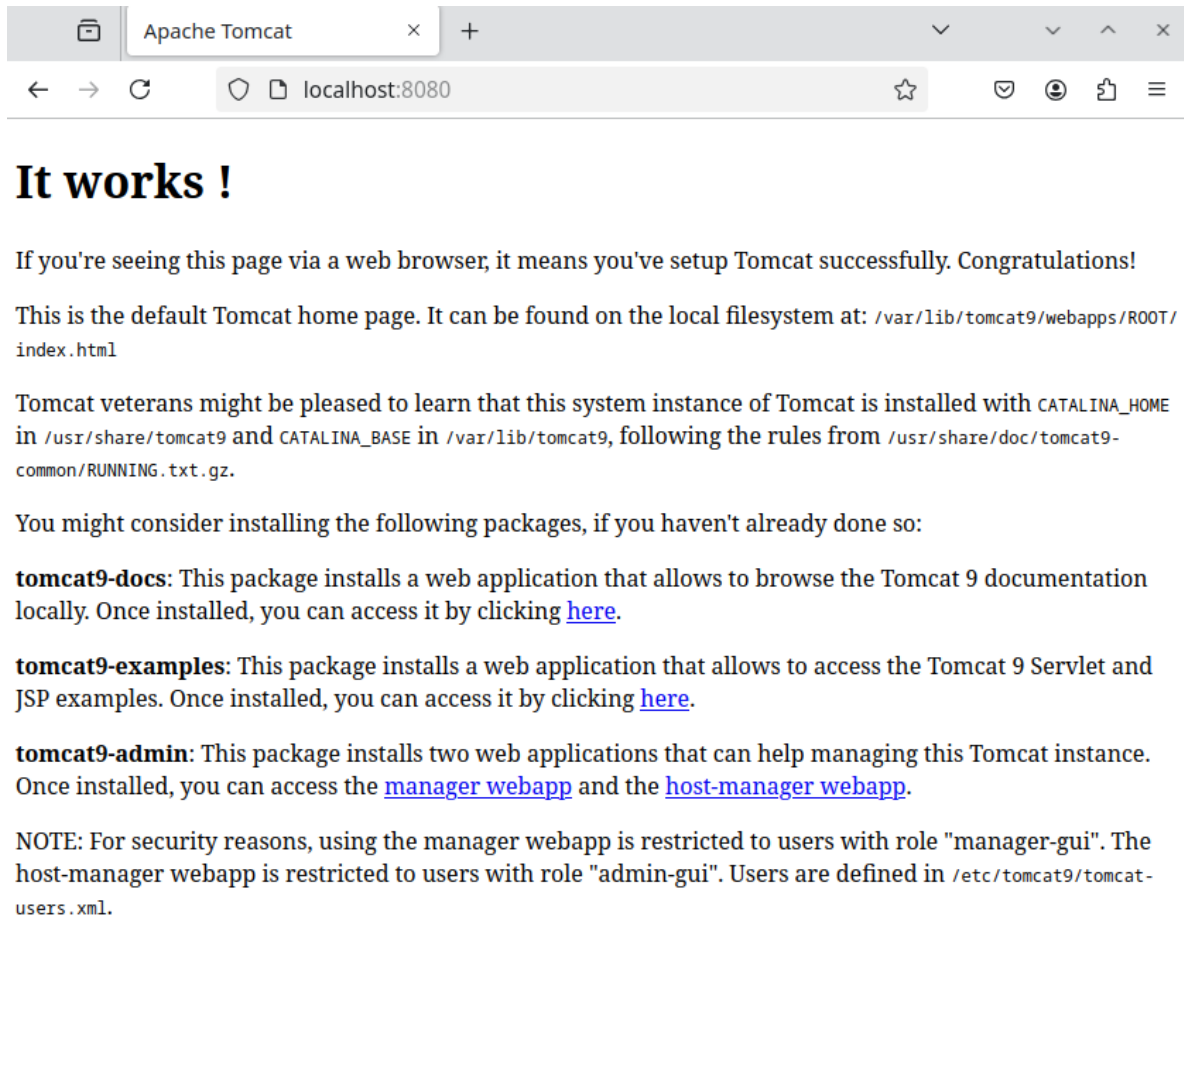 Apache Tomcat
localhost:8080
It works !
If you're seeing this page via a web browser, it means you've setup Tomcat successfully. Congratulations!
This is the default Tomcat home page. It can be found on the local filesystem at: /var/lib/tomcat9/webapps/ROOT/
index.html
Tomcat veterans might be pleased to learn that this system instance of Tomcat is installed with CATALINA_HOME
in /usr/share/tomcat9 and CATALINA_BASE in /var/lib/tomcat9, following the rules from /usr/share/doc/tomcat9-
common/RUNNING.txt.gz.
You might consider installing the following packages, if you haven't already done so:
tomcat9-docs: This package installs a web application that allows to browse the Tomcat 9 documentation
locally. Once installed, you can access it by clicking here.
tomcat9-examples: This package installs a web application that allows to access the Tomcat 9 Servlet and
JSP examples. Once installed, you can access it by clicking here.
tomcat9-admin: This package installs two web applications that can help managing this Tomcat instance.
Once installed, you can access the manager webapp and the host-manager webapp.
NOTE: For security reasons, using the manager webapp is restricted to users with role "manager-gui". The
host-manager webapp is restricted to users with role "admin-gui". Users are defined in /etc/tomcat9/tomcat-
users.xml.